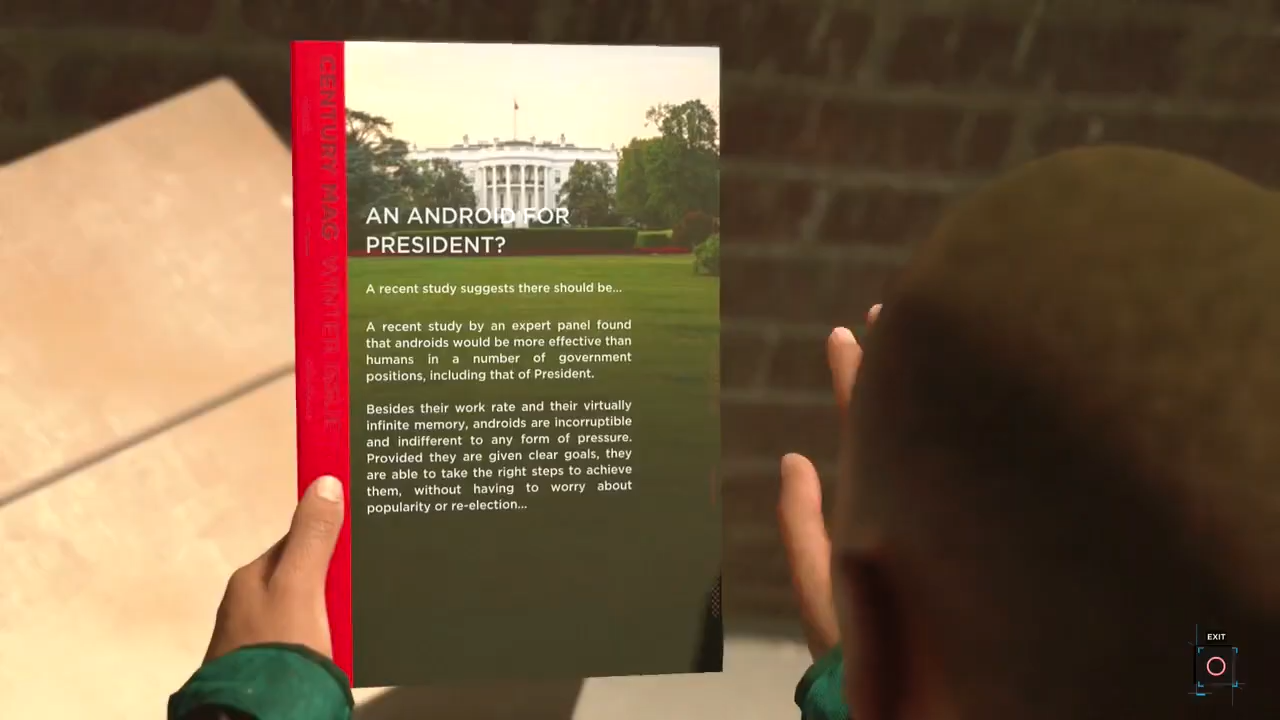 CENTURY MAG
AN ANDROID FOR
PRESIDENT?
A recent study suggests there should be...
A recent study by an expert panel found
that androids would be more effective than
humans in a number of government
positions, including that of President.
Besides their work rate and their virtually
infinite memory, androids are incorruptible
and indifferent to any form of pressure.
Provided they are given clear goals, they
are able to take the right steps to achieve
them, without having to worry about
popularity or re-election...
EXIT